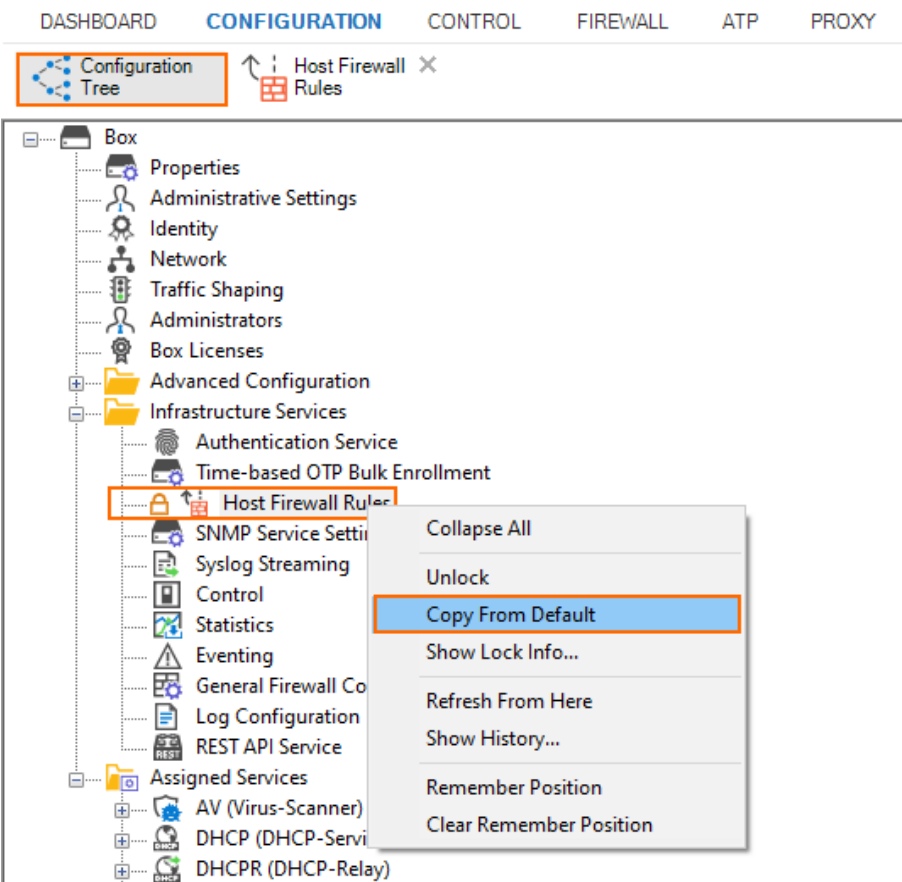 DASHBOARD CONFIGURATION CONTROL FIREWALL ATP PROXY
Configuration
Tree
Host Firewall
Rules
Box
Properties
Administrative Settings
Identity
Network
Traffic Shaping
Administrators
Box Licenses
Advanced Configuration
Infrastructure Services
Authentication Service
Time-based OTP Bulk Enrollment
Host Firewall Rules
SNMP Service Setti
Syslog Streaming
Control
Statistics
Eventing
General Firewall Co
Log Configuration
REST API Service
Assigned Services
AV (Virus-Scanner)
DHCP (DHCP-Servi
DHCPR (DHCP-Relay)
Collapse All
Unlock
Copy From Default
Show Lock Info...
Refresh From Here
Show History...
Remember Position
Clear Remember Position